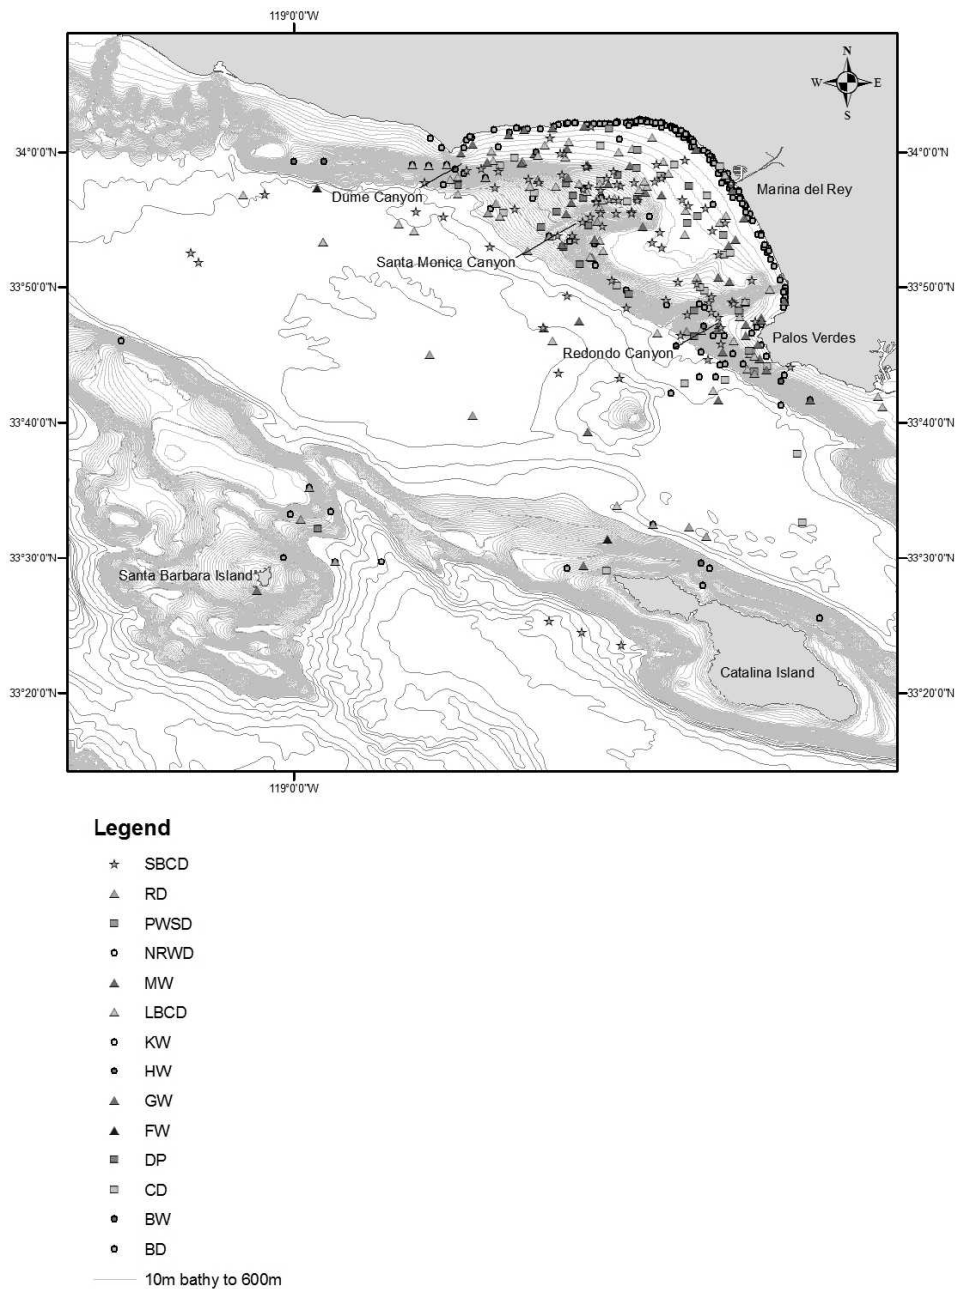 119°0'0"W
N
W E
S
34°0'0"N 34°0'0"N
Marina del Rey
Dume Canyon
Santa Monica Canyon
33°50'0"N 33°50'0"N
Palos Verdes
Redondo Canyon
33°40'0"N 33°40'0"N
33°30'0"N 33°30'0"N
Santa Barbara Island
Catalina Island
33°20'0"N 33°20'0"N
119°0'0"W
Legend
SBCD
RD
PWSD
NRWD
MW
LBCD
KW
HW
GW
FW
DP
CD
BW
BD
10m bathy to 600m